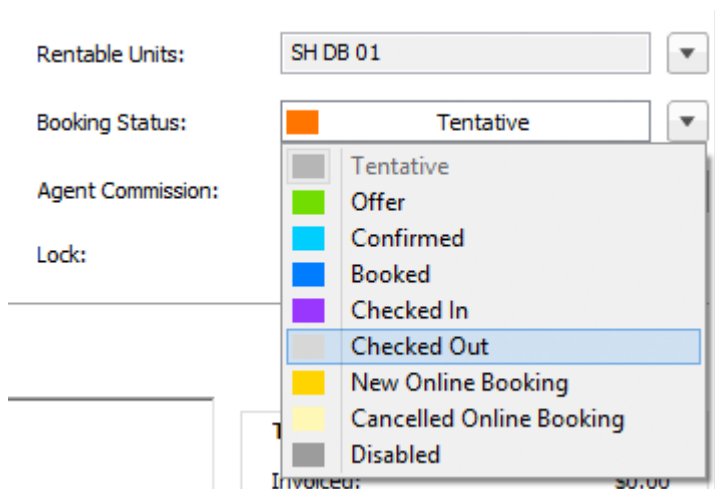 Rentable Units: SH DB 01
Booking Status: Tentative
Tentative
Agent Commission:
Offer
Confirmed
Lock:
Booked
Checked In
Checked Out
New Online Booking
Cancelled Online Booking
Disabled
Invoiced: $0.00